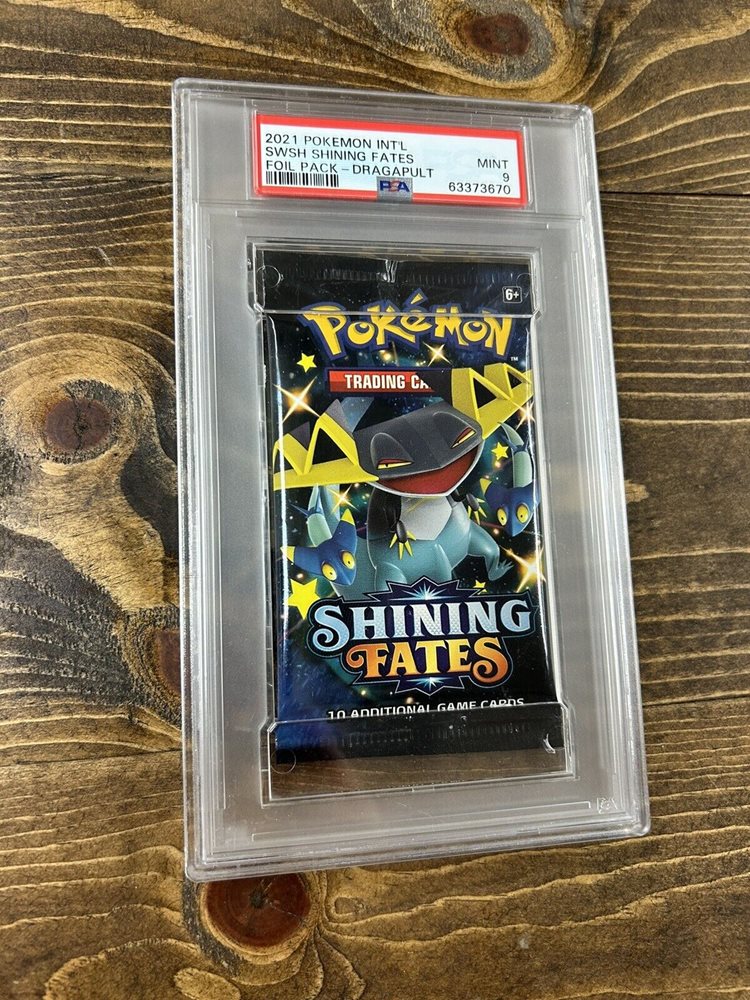 2021 POKEMON INT'L
SWSH SHINING FATES
FOIL PACK - DRAGAPULT
MINT
9
63373670
PSA
6+
POKéMON
TM
TRADING CA
SHINING
FATES
10 ADDITIONAL GAME CARDS